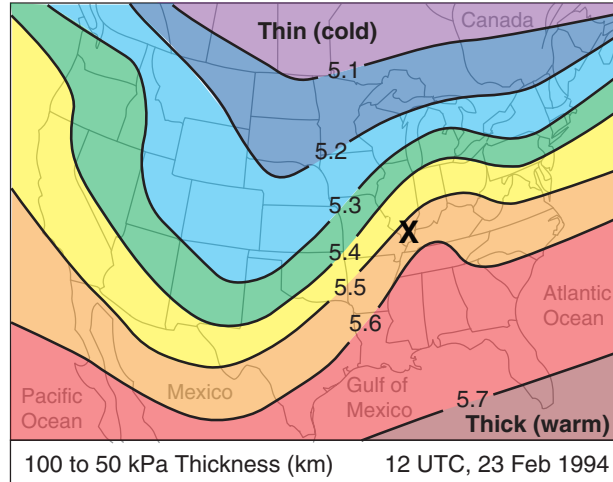 Canada
Thin (cold)
5.1
5.2
5.3
X
5.4
5.5
5.6
Atlantic
Ocean
Mexico
Gulf of
Mexico
Pacific
Ocean
5.7
Thick (warm)
100 to 50 kPa Thickness (km) 12 UTC, 23 Feb 1994